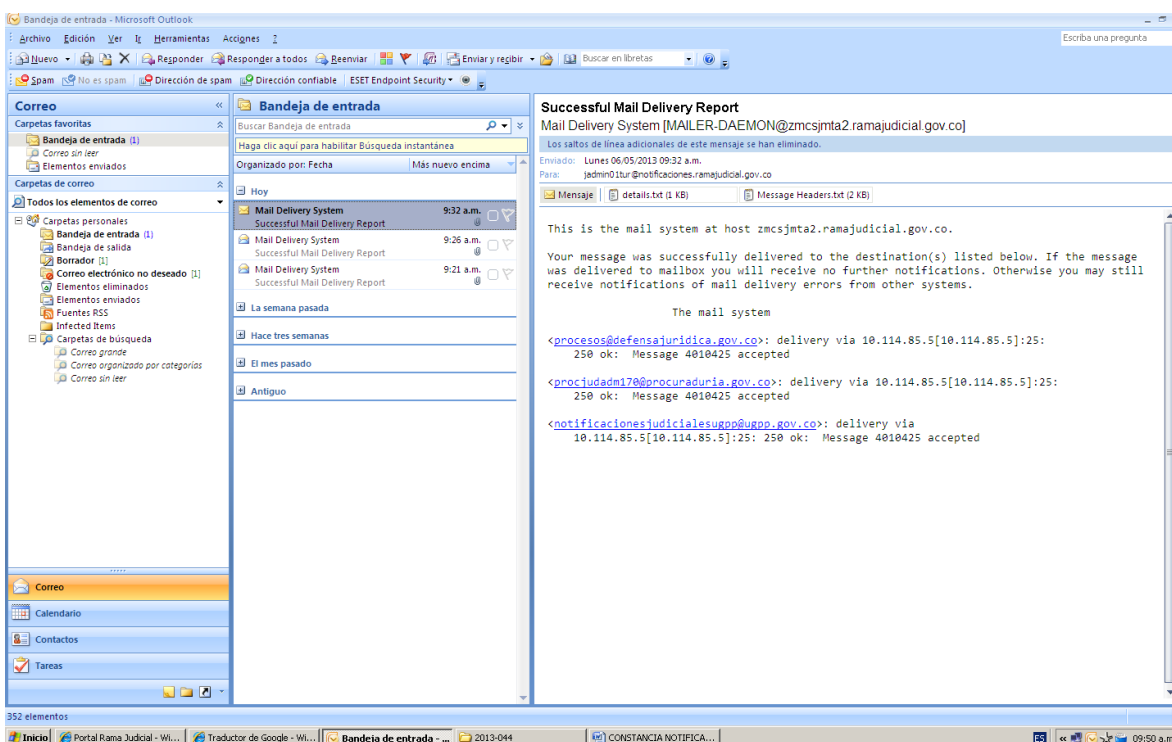 Bandeja de entrada - Microsoft Outlook
Archivo Edición Ver Ir Herramientas Acciones ?
Escriba una pregunta
Nuevo Responder Responder a todos Reenviar Enviar y recibir Buscar en libretas
Spam No es spam Dirección de spam Dirección confiable ESET Endpoint Security
Correo
Carpetas favoritas
Bandeja de entrada (1)
Correo sin leer
Elementos enviados
Carpetas de correo
Todos los elementos de correo
Carpetas personales
Bandeja de entrada (1)
Bandeja de salida
Borrador [1]
Correo electrónico no deseado [1]
Elementos eliminados
Elementos enviados
Fuentes RSS
Infected Items
Carpetas de búsqueda
Correo grande
Correo organizado por categorías
Correo sin leer
Correo
Calendario
Contactos
Tareas
Bandeja de entrada
Buscar Bandeja de entrada
Haga clic aquí para habilitar Búsqueda instantánea
Organizado por: Fecha Más nuevo encima
Hoy
Mail Delivery System 9:32 a.m.
Successful Mail Delivery Report
Mail Delivery System 9:26 a.m.
Successful Mail Delivery Report
Mail Delivery System 9:21 a.m.
Successful Mail Delivery Report
La semana pasada
Hace tres semanas
El mes pasado
Antiguo
Successful Mail Delivery Report
Mail Delivery System [MAILER-DAEMON@zmcsjmta2.ramajudicial.gov.co]
Los saltos de línea adicionales de este mensaje se han eliminado.
Enviado: Lunes 06/05/2013 09:32 a.m.
Para: jadmin01tur@notificaciones.ramajudicial.gov.co
Mensaje details.txt (1 KB) Message Headers.txt (2 KB)
This is the mail system at host zmcsjmta2.ramajudicial.gov.co.
Your message was successfully delivered to the destination(s) listed below. If the message
was delivered to mailbox you will receive no further notifications. Otherwise you may still
receive notifications of mail delivery errors from other systems.
The mail system
<procesos@defensajuridica.gov.co>: delivery via 10.114.85.5[10.114.85.5]:25:
250 ok: Message 4010425 accepted
<procjudadm170@procuraduria.gov.co>: delivery via 10.114.85.5[10.114.85.5]:25:
250 ok: Message 4010425 accepted
<notificacionesjudicialesugpp@ugpp.gov.co>: delivery via
10.114.85.5[10.114.85.5]:25: 250 ok: Message 4010425 accepted
352 elementos
Inicio Portal Rama Judicial - Wi... Traductor de Google - Wi... Bandeja de entrada - ... 2013-044 CONSTANCIA NOTIFICA... ES 09:50 a.m